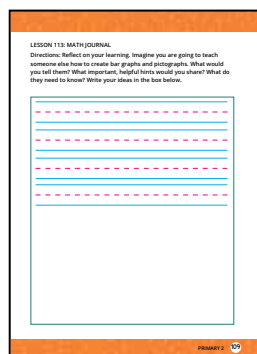 LESSON 113: MATH JOURNAL
Directions: Reflect on your learning. Imagine you are going to teach
someone else how to create bar graphs and pictographs. What would
you tell them? What important, helpful hints would you share? What do
they need to know? Write your ideas in the box below.
PRIMARY 2
109